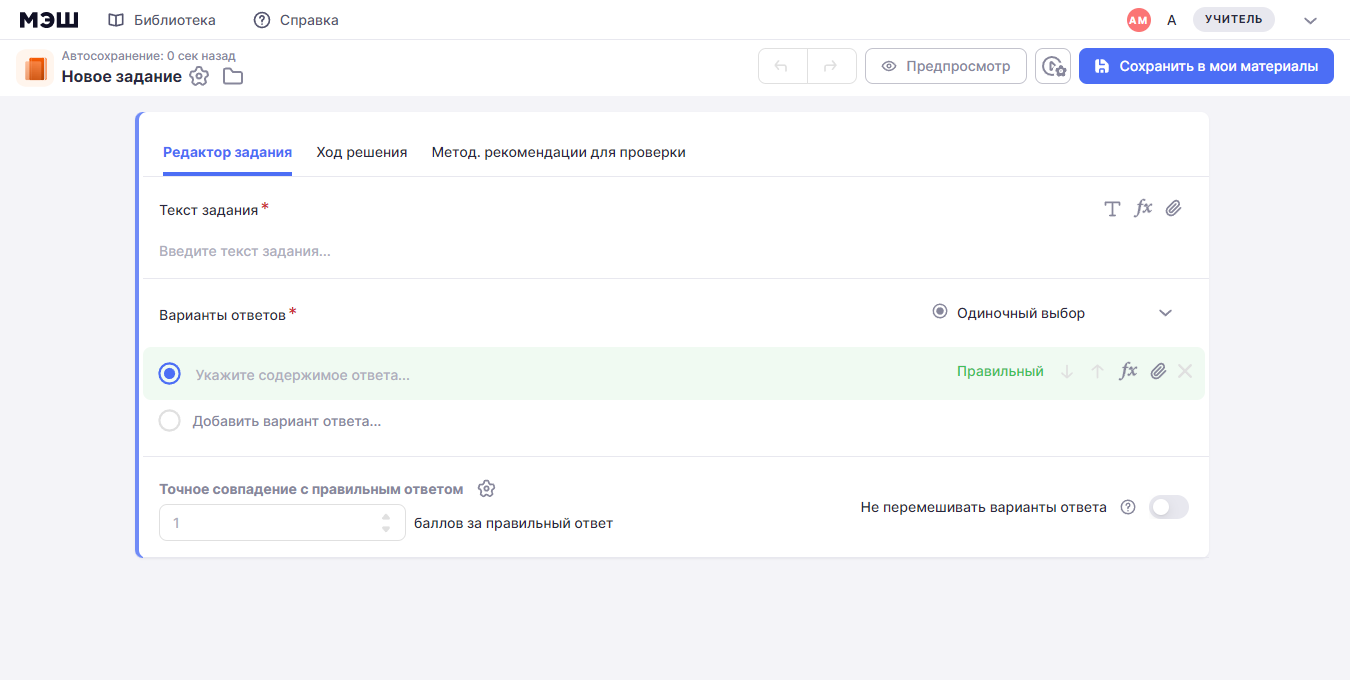 МЭШ Библиотека Справка АМ А УЧИТЕЛЬ
Автосохранение: 0 сек назад
Новое задание
Предпросмотр Сохранить в мои материалы
Редактор задания Ход решения Метод. рекомендации для проверки
Текст задания*
Введите текст задания...
Варианты ответов* Одиночный выбор
Укажите содержимое ответа... Правильный
Добавить вариант ответа...
Точное совпадение с правильным ответом
1 баллов за правильный ответ
Не перемешивать варианты ответа